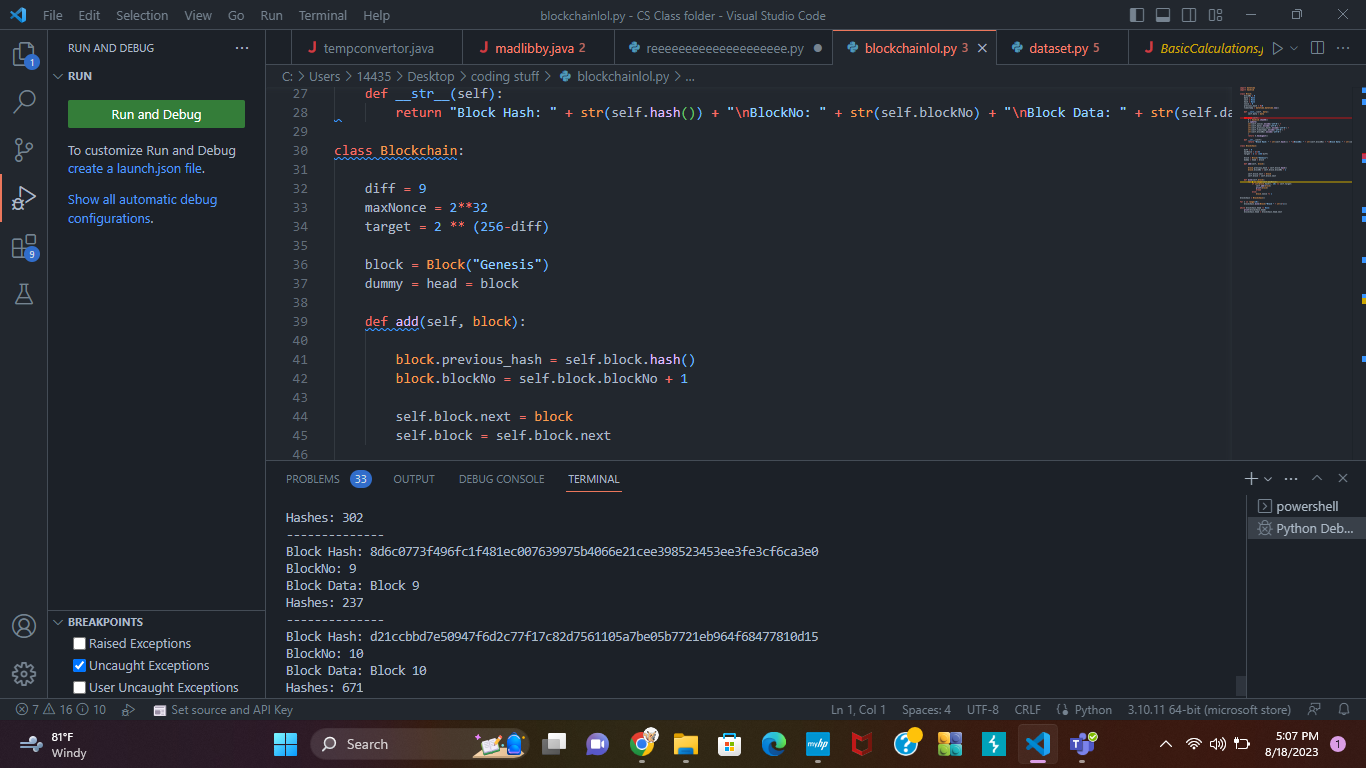 File Edit Selection View Go Run Terminal Help
blockchainlol.py - CS Class folder - Visual Studio Code
RUN AND DEBUG ...
tempconvertor.java
madlibby.java 2
blockchainlol.py 3
dataset.py 5
BasicCalculations.j
C: > Users > 14435 > Desktop > coding stuff > blockchainlol.py > ...
1
9
RUN
Run and Debug
To customize Run and Debug
create a launch.json file.
Show all automatic debug
configurations.
27 def __str__(self):
28 return "Block Hash: " + str(self.hash()) + "\nBlockNo: " + str(self.blockNo) + "\nBlock Data: " + str(self.da
29
30 class Blockchain:
31
32 diff = 9
33 maxNonce = 2**32
34 target = 2 ** (256-diff)
35
36 block = Block("Genesis")
37 dummy = head = block
38
39 def add(self, block):
40
41 block.previous_hash = self.block.hash()
42 block.blockNo = self.block.blockNo + 1
43
44 self.block.next = block
45 self.block = self.block.next
46
PROBLEMS 33 OUTPUT DEBUG CONSOLE TERMINAL
powershell
Python Deb...
Hashes: 302
--------------
Block Hash: 8d6c0773f496fc1f481ec007639975b4066e21cee398523453ee3fe3cf6ca3e0
BlockNo: 9
Block Data: Block 9
Hashes: 237
--------------
Block Hash: d21ccbbd7e50947f6d2c77f17c82d7561105a7be05b7721eb964f68477810d15
BlockNo: 10
Block Data: Block 10
Hashes: 671
BREAKPOINTS
Raised Exceptions
Uncaught Exceptions
User Uncaught Exceptions
7 16 10 Set source and API Key
Ln 1, Col 1 Spaces: 4 UTF-8 CRLF Python 3.10.11 64-bit (microsoft store)
81°F
Windy
Search
myhp
5:07 PM
8/18/2023
1